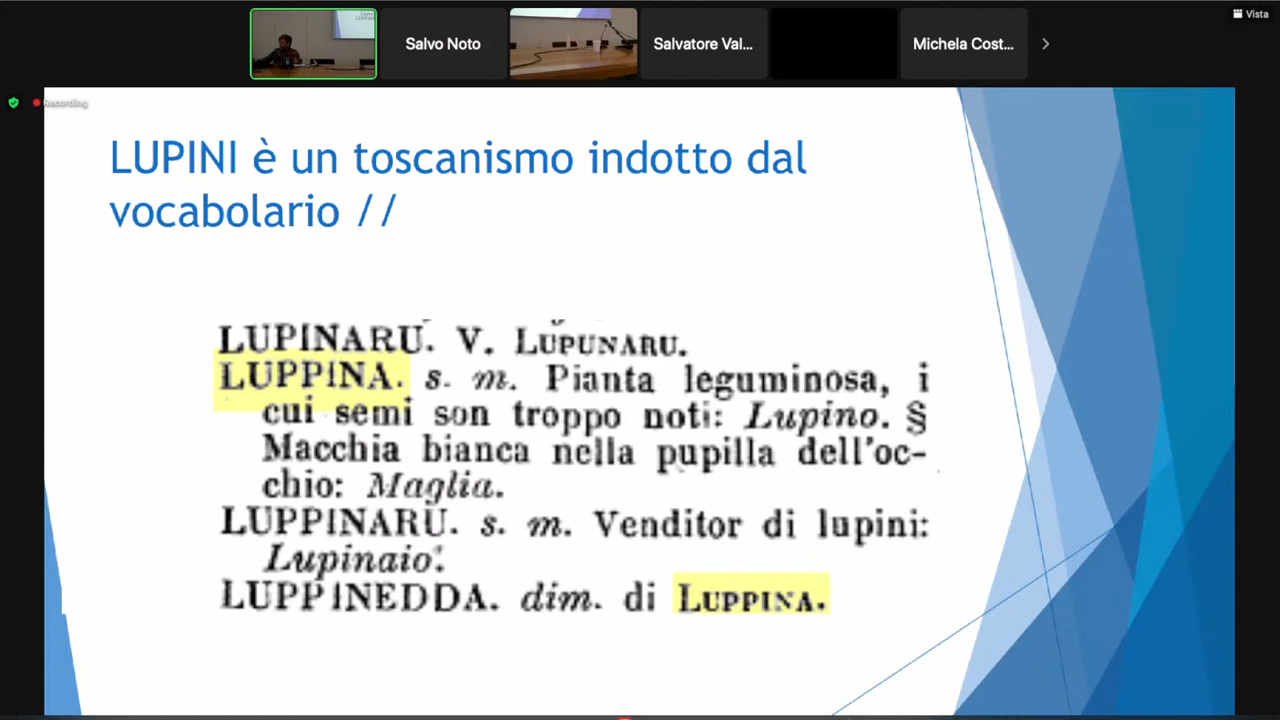 Vista
Salvo Noto
Salvatore Val...
Michela Cost...
Recording
LUPINI è un toscanismo indotto dal
vocabolario //
LUPINARU. V. LUPUNARU.
LUPPINA. s. m. Pianta leguminosa, i
cui semi son troppo noti: Lupino. §
Macchia bianca nella pupilla dell'oc-
chio: Maglia.
LUPPINARU. s. m. Venditor di lupini:
Lupinaio.
LUPPINEDDA. dim. di LUPPINA.